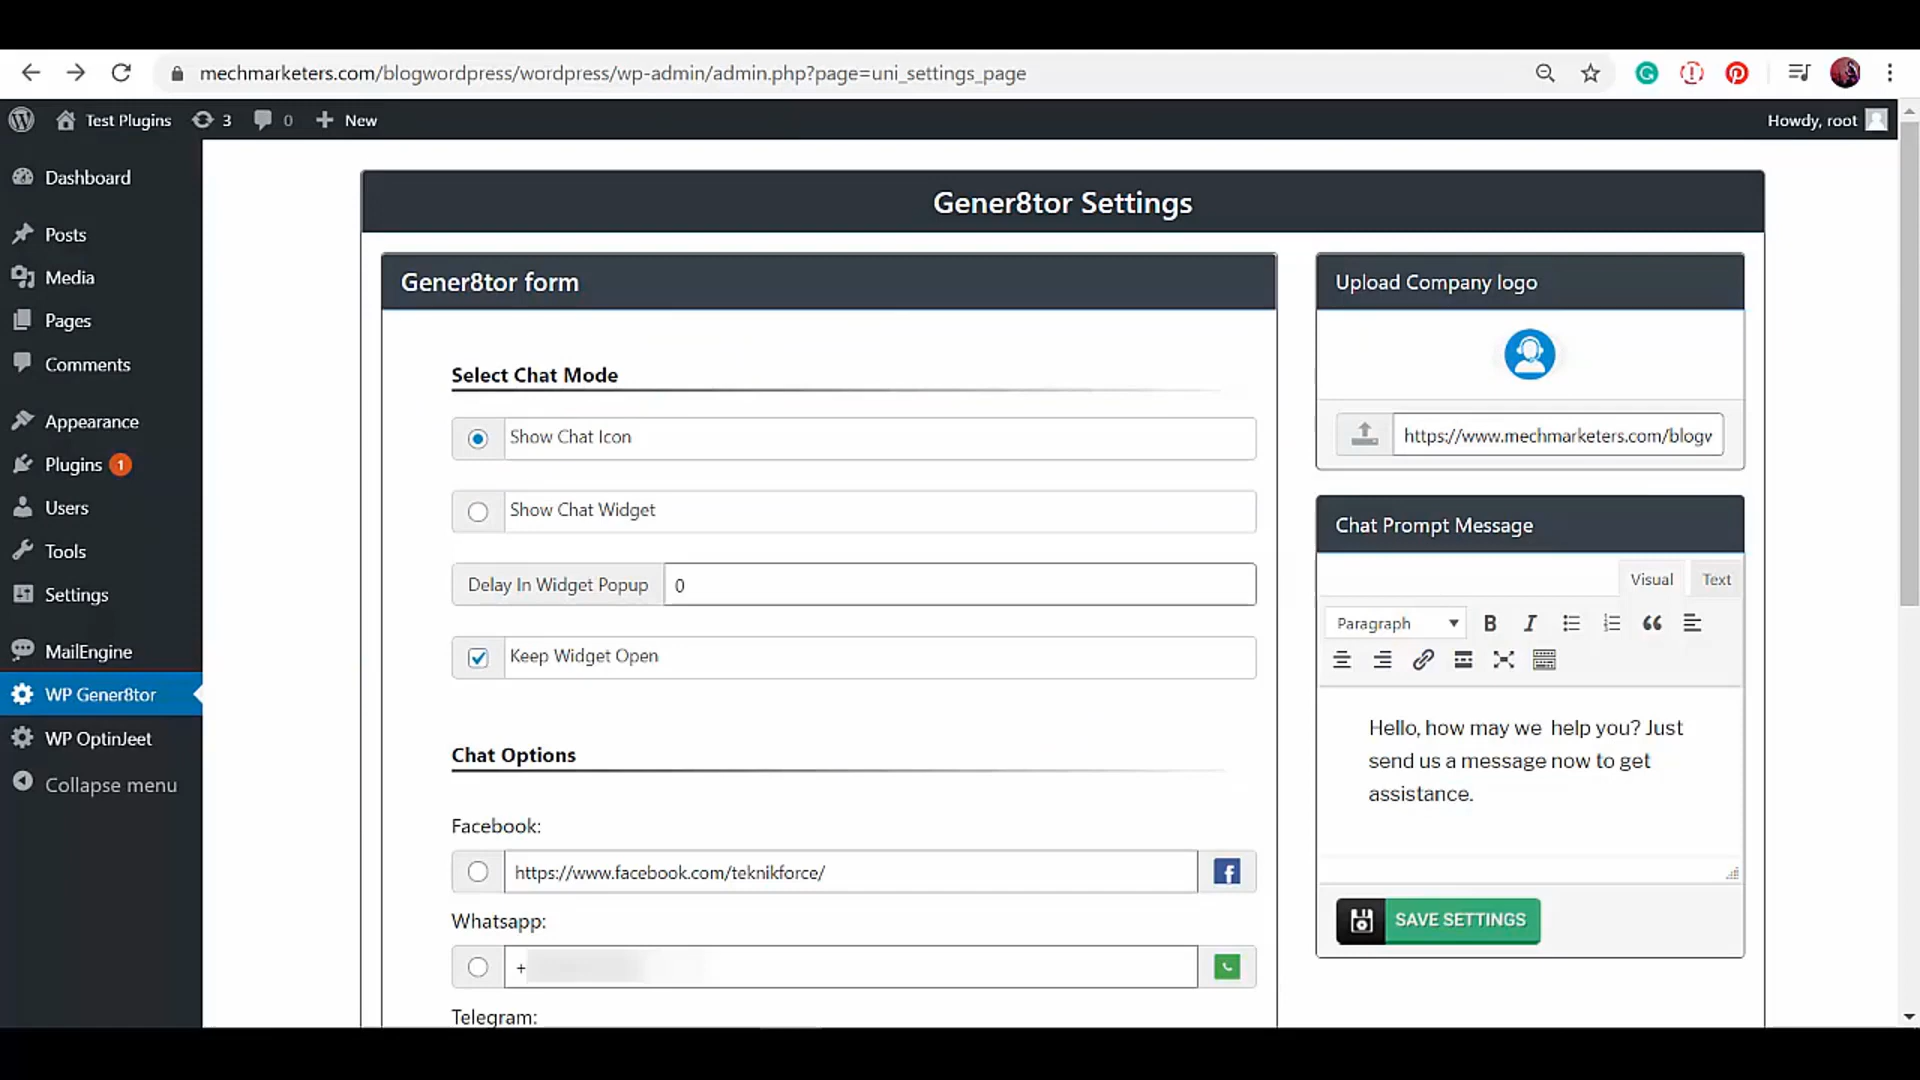 mechmarketers.com/blogwordpress/wordpress/wp-admin/admin.php?page=uni_settings_page
Test Plugins
3
0
New
Howdy, root
Dashboard
Posts
Media
Pages
Comments
Appearance
Plugins 1
Users
Tools
Settings
MailEngine
WP Gener8tor
WP OptinJeet
Collapse menu
Gener8tor Settings
Gener8tor form
Select Chat Mode
Show Chat Icon
Show Chat Widget
Delay In Widget Popup 0
Keep Widget Open
Chat Options
Facebook:
https://www.facebook.com/teknikforce/
Whatsapp:
+
Telegram:
Upload Company logo
https://www.mechmarketers.com/blogv
Chat Prompt Message
Visual Text
Paragraph
Hello, how may we help you? Just
send us a message now to get
assistance.
SAVE SETTINGS